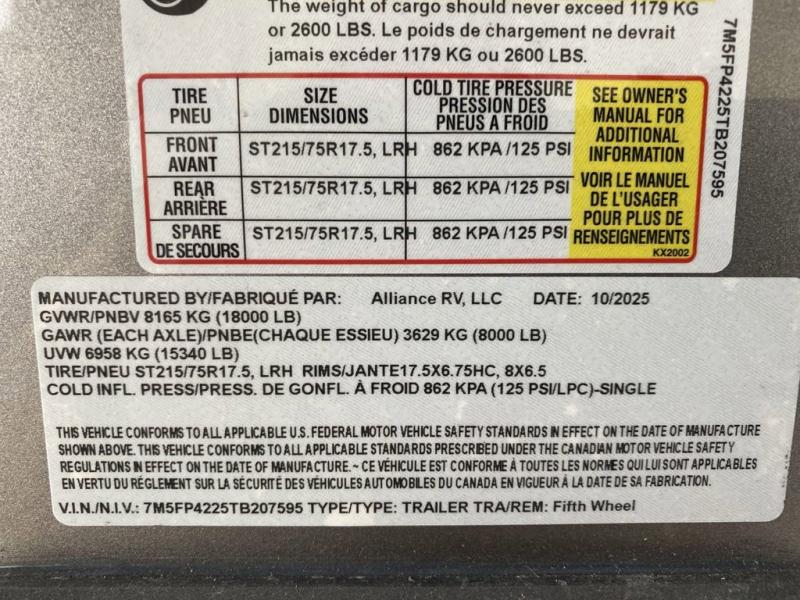 The weight of cargo should never exceed 1179 KG
or 2600 LBS. Le poids de chargement ne devrait
jamais excéder 1179 KG ou 2600 LBS.
7M5FP4225TB207595
TIRE PNEU SIZE DIMENSIONS COLD TIRE PRESSURE PRESSION DES PNEUS A FROID
FRONT AVANT ST215/75R17.5, LRH 862 KPA /125 PSI
REAR ARRIÈRE ST215/75R17.5, LRH 862 KPA /125 PSI
SPARE DE SECOURS ST215/75R17.5, LRH 862 KPA /125 PSI
SEE OWNER'S
MANUAL FOR
ADDITIONAL
INFORMATION
VOIR LE MANUEL
DE L'USAGER
POUR PLUS DE
RENSEIGNEMENTS
KX2002
MANUFACTURED BY/FABRIQUÉ PAR: Alliance RV, LLC DATE: 10/2025
GVWR/PNBV 8165 KG (18000 LB)
GAWR (EACH AXLE)/PNBE(CHAQUE ESSIEU) 3629 KG (8000 LB)
UVW 6958 KG (15340 LB)
TIRE/PNEU ST215/75R17.5, LRH RIMS/JANTE17.5X6.75HC, 8X6.5
COLD INFL. PRESS/PRESS. DE GONFL. À FROID 862 KPA (125 PSI/LPC)-SINGLE
THIS VEHICLE CONFORMS TO ALL APPLICABLE U.S. FEDERAL MOTOR VEHICLE SAFETY STANDARDS IN EFFECT ON THE DATE OF MANUFACTURE
SHOWN ABOVE. THIS VEHICLE CONFORMS TO ALL APPLICABLE STANDARDS PRESCRIBED UNDER THE CANADIAN MOTOR VEHICLE SAFETY
REGULATIONS IN EFFECT ON THE DATE OF MANUFACTURE. ~ CE VÉHICULE EST CONFORME À TOUTES LES NORMES QUI LUI SONT APPLICABLES
EN VERTU DU RÉGLEMENT SUR LA SÉCURITÉ DES VÉHICULES AUTOMOBILES DU CANADA EN VIGUEUR À LA DATE DE SA FABRICATION.
V.I.N./N.I.V.: 7M5FP4225TB207595 TYPE/TYPE: TRAILER TRA/REM: Fifth Wheel